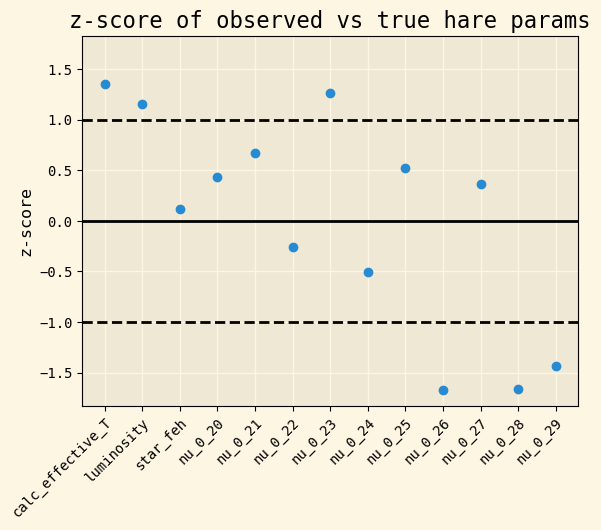 z-score of observed vs true hare params
z-score
1.5
1.0
0.5
0.0
−0.5
−1.0
−1.5
calc_effective_T
luminosity
star_feh
nu_0_20
nu_0_21
nu_0_22
nu_0_23
nu_0_24
nu_0_25
nu_0_26
nu_0_27
nu_0_28
nu_0_29